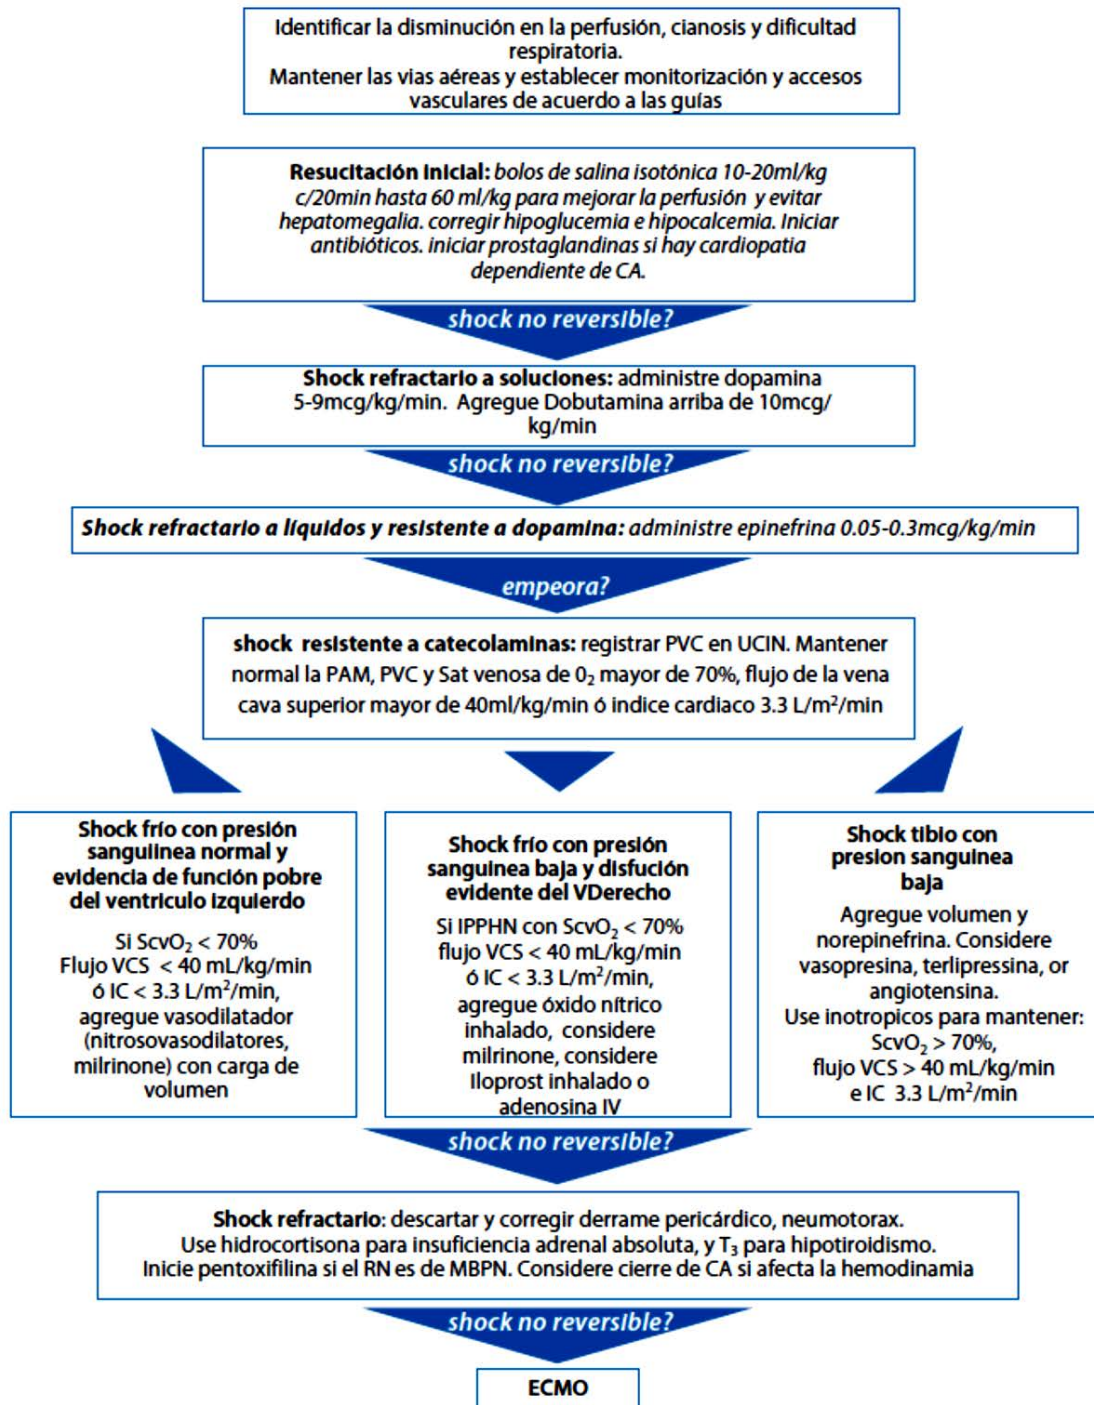 Identificar la disminución en la perfusión, cianosis y dificultad
respiratoria.
Mantener las vias aéreas y establecer monitorización y accesos
vasculares de acuerdo a las guías
Resucitación inicial: bolos de salina isotónica 10-20ml/kg
c/20min hasta 60 ml/kg para mejorar la perfusión y evitar
hepatomegalia. corregir hipoglucemia e hipocalcemia. Iniciar
antibióticos. iniciar prostaglandinas si hay cardiopatia
dependiente de CA.
shock no reversible?
Shock refractario a soluciones: administre dopamina
5-9mcg/kg/min. Agregue Dobutamina arriba de 10mcg/
kg/min
shock no reversible?
Shock refractario a líquidos y resistente a dopamina: administre epinefrina 0.05-0.3mcg/kg/min
empeora?
shock resistente a catecolaminas: registrar PVC en UCIN. Mantener
normal la PAM, PVC y Sat venosa de 0₂ mayor de 70%, flujo de la vena
cava superior mayor de 40ml/kg/min ó indice cardiaco 3.3 L/m²/min
Shock frío con presión
sanguiinea normal y
evidencia de función pobre
del ventriculo izquierdo
Si ScvO₂ < 70%
Flujo VCS < 40 mL/kg/min
ó IC < 3.3 L/m²/min,
agregue vasodilatador
(nitrosovasodilatores,
milrinone) con carga de
volumen
Shock frío con presión
sanguinea baja y disfución
evidente del VDerecho
Si IPPHN con ScvO₂ < 70%
flujo VCS < 40 mL/kg/min
ó IC < 3.3 L/m²/min,
agregue óxido nítrico
inhalado, considere
milrinone, considere
Iloprost inhalado o
adenosina IV
Shock tibio con
presion sanguinea
baja
Agregue volumen y
norepinefrina. Considere
vasopresina, terlipressina, or
angiotensina.
Use inotropicos para mantener:
ScvO₂ > 70%,
flujo VCS > 40 mL/kg/min
e IC 3.3 L/m²/min
shock no reversible?
Shock refractario: descartar y corregir derrame pericárdico, neumotorax.
Use hidrocortisona para insuficiencia adrenal absoluta, y T₃ para hipotiroidismo.
Inicie pentoxifilina si el RN es de MBPN. Considere cierre de CA si afecta la hemodinamia
shock no reversible?
ECMO